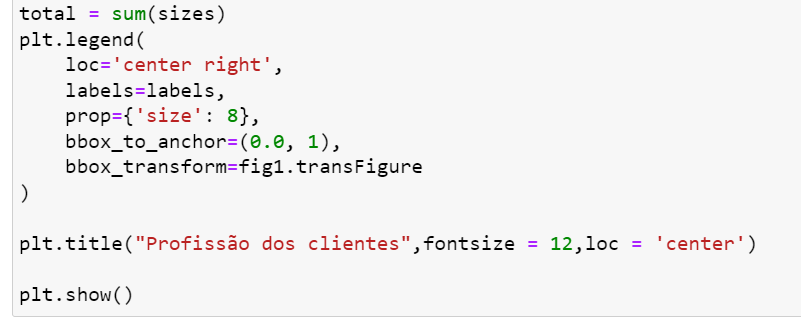 total = sum(sizes)
plt.legend(
    loc='center right',
    labels=labels,
    prop={'size': 8},
    bbox_to_anchor=(0.0, 1),
    bbox_transform=fig1.transFigure
)
plt.title("Profissão dos clientes",fontsize = 12,loc = 'center')
plt.show()